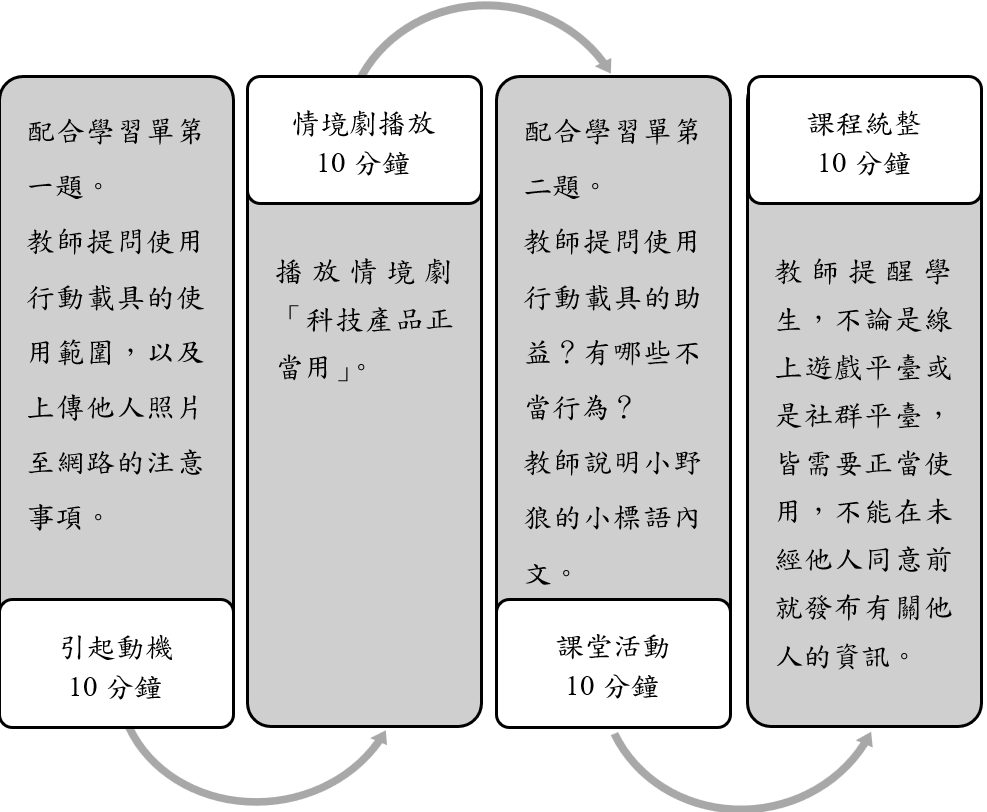 配合學習單第
一題。
教師提問使用
行動載具的使
用範圍，以及
上傳他人照片
至網路的注意
事項。
引起動機
10 分鐘
情境劇播放
10 分鐘
播放情境劇
「科技產品正
當用」。
配合學習單第
二題。
教師提問使用
行動載具的助
益？有哪些不
當行為？
教師說明小野
狼的小標語內
文。
課堂活動
10 分鐘
課程統整
10 分鐘
教師提醒學
生，不論是線
上遊戲平臺或
是社群平臺，
皆需要正當使
用，不能在未
經他人同意前
就發布有關他
人的資訊。